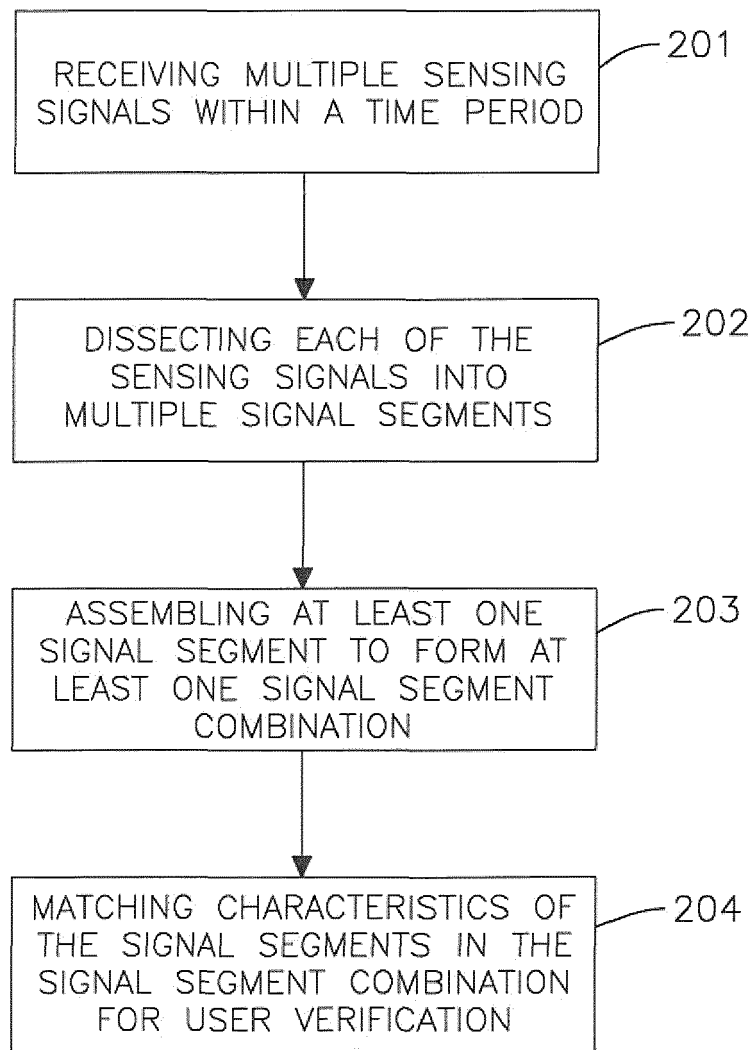 RECEIVING MULTIPLE SENSING
SIGNALS WITHIN A TIME PERIOD
201
DISSECTING EACH OF THE
SENSING SIGNALS INTO
MULTIPLE SIGNAL SEGMENTS
202
ASSEMBLING AT LEAST ONE
SIGNAL SEGMENT TO FORM AT
LEAST ONE SIGNAL SEGMENT
COMBINATION
203
MATCHING CHARACTERISTICS OF
THE SIGNAL SEGMENTS IN THE
SIGNAL SEGMENT COMBINATION
FOR USER VERIFICATION
204